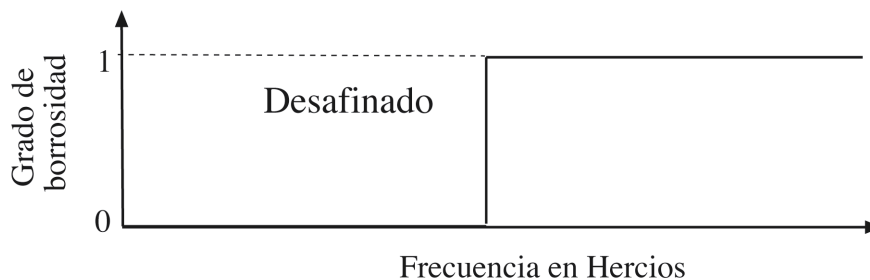 Grado de
borrosidad
1
Desafinado
0
Frecuencia en Hercios